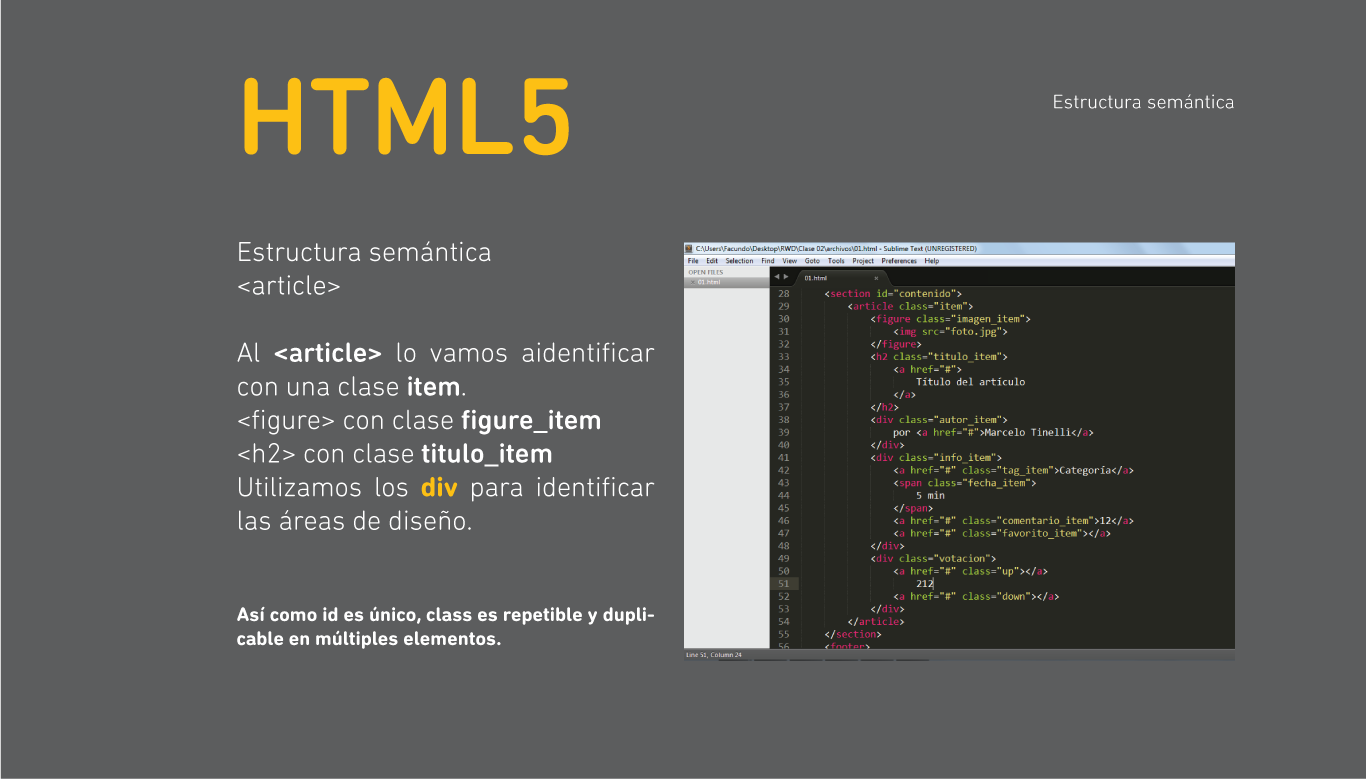 HTML5
Estructura semántica
Estructura semántica
<article>
Al <article> lo vamos aidentificar
con una clase item.
<figure> con clase figure_item
<h2> con clase titulo_item
Utilizamos los div para identificar
las áreas de diseño.
Así como id es único, class es repetible y dupli-
cable en múltiples elementos.
C:\Users\Facundo\Desktop\RWD\Clase 02\archivos\01.html - Sublime Text (UNREGISTERED)
File Edit Selection Find View Goto Tools Project Preferences Help
OPEN FILES
01.html
01.html
28 <section id="contenido">
29 <article class="item">
30 <figure class="imagen_item">
31 <img src="foto.jpg">
32 </figure>
33 <h2 class="titulo_item">
34 <a href="#">
35 Título del artículo
36 </a>
37 </h2>
38 <div class="autor_item">
39 por <a href="#">Marcelo Tinelli</a>
40 </div>
41 <div class="info_item">
42 <a href="#" class="tag_item">Categoría</a>
43 <span class="fecha_item">
44 5 min
45 </span>
46 <a href="#" class="comentario_item">12</a>
47 <a href="#" class="favorito_item"></a>
48 </div>
49 <div class="votacion">
50 <a href="#" class="up"></a>
51 212
52 <a href="#" class="down"></a>
53 </div>
54 </article>
55 </section>
56 <footer>
Line 51, Column 24